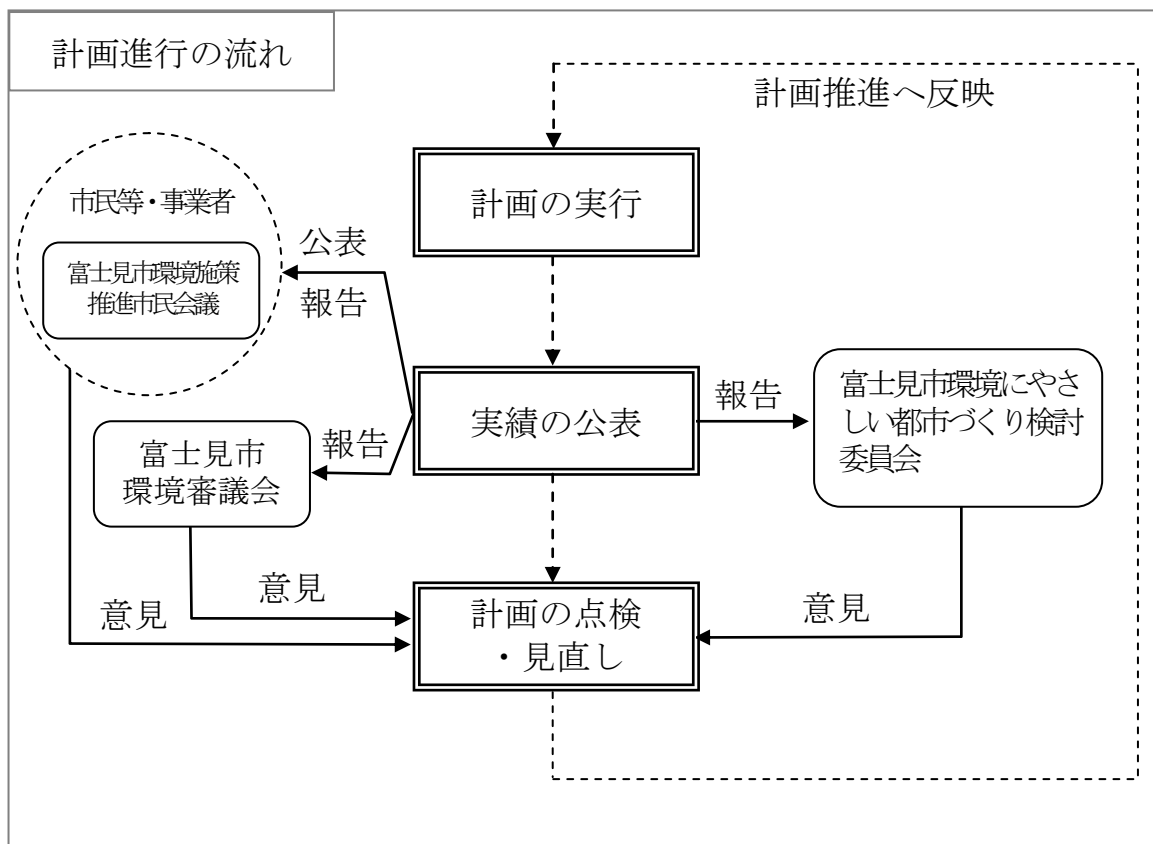 計画進行の流れ
計画推進へ反映
計画の実行
市民等・事業者
富士見市環境施策
推進市民会議
公表
報告
実績の公表
報告
富士見市環境にやさ
しい都市づくり検討
委員会
報告
富士見市
環境審議会
意見
意見
計画の点検
・見直し
意見